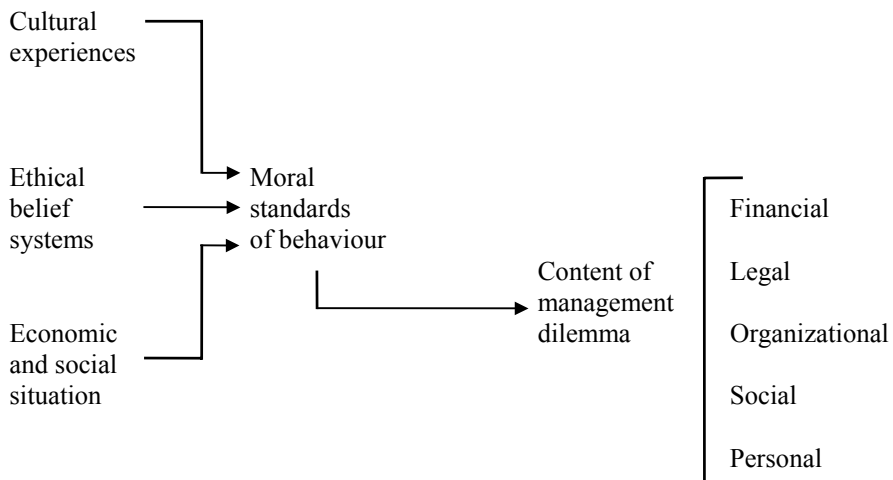 Cultural
experiences
Ethical
belief
systems
Economic
and social
situation
Moral
standards
of behaviour
Content of
management
dilemma
Financial
Legal
Organizational
Social
Personal